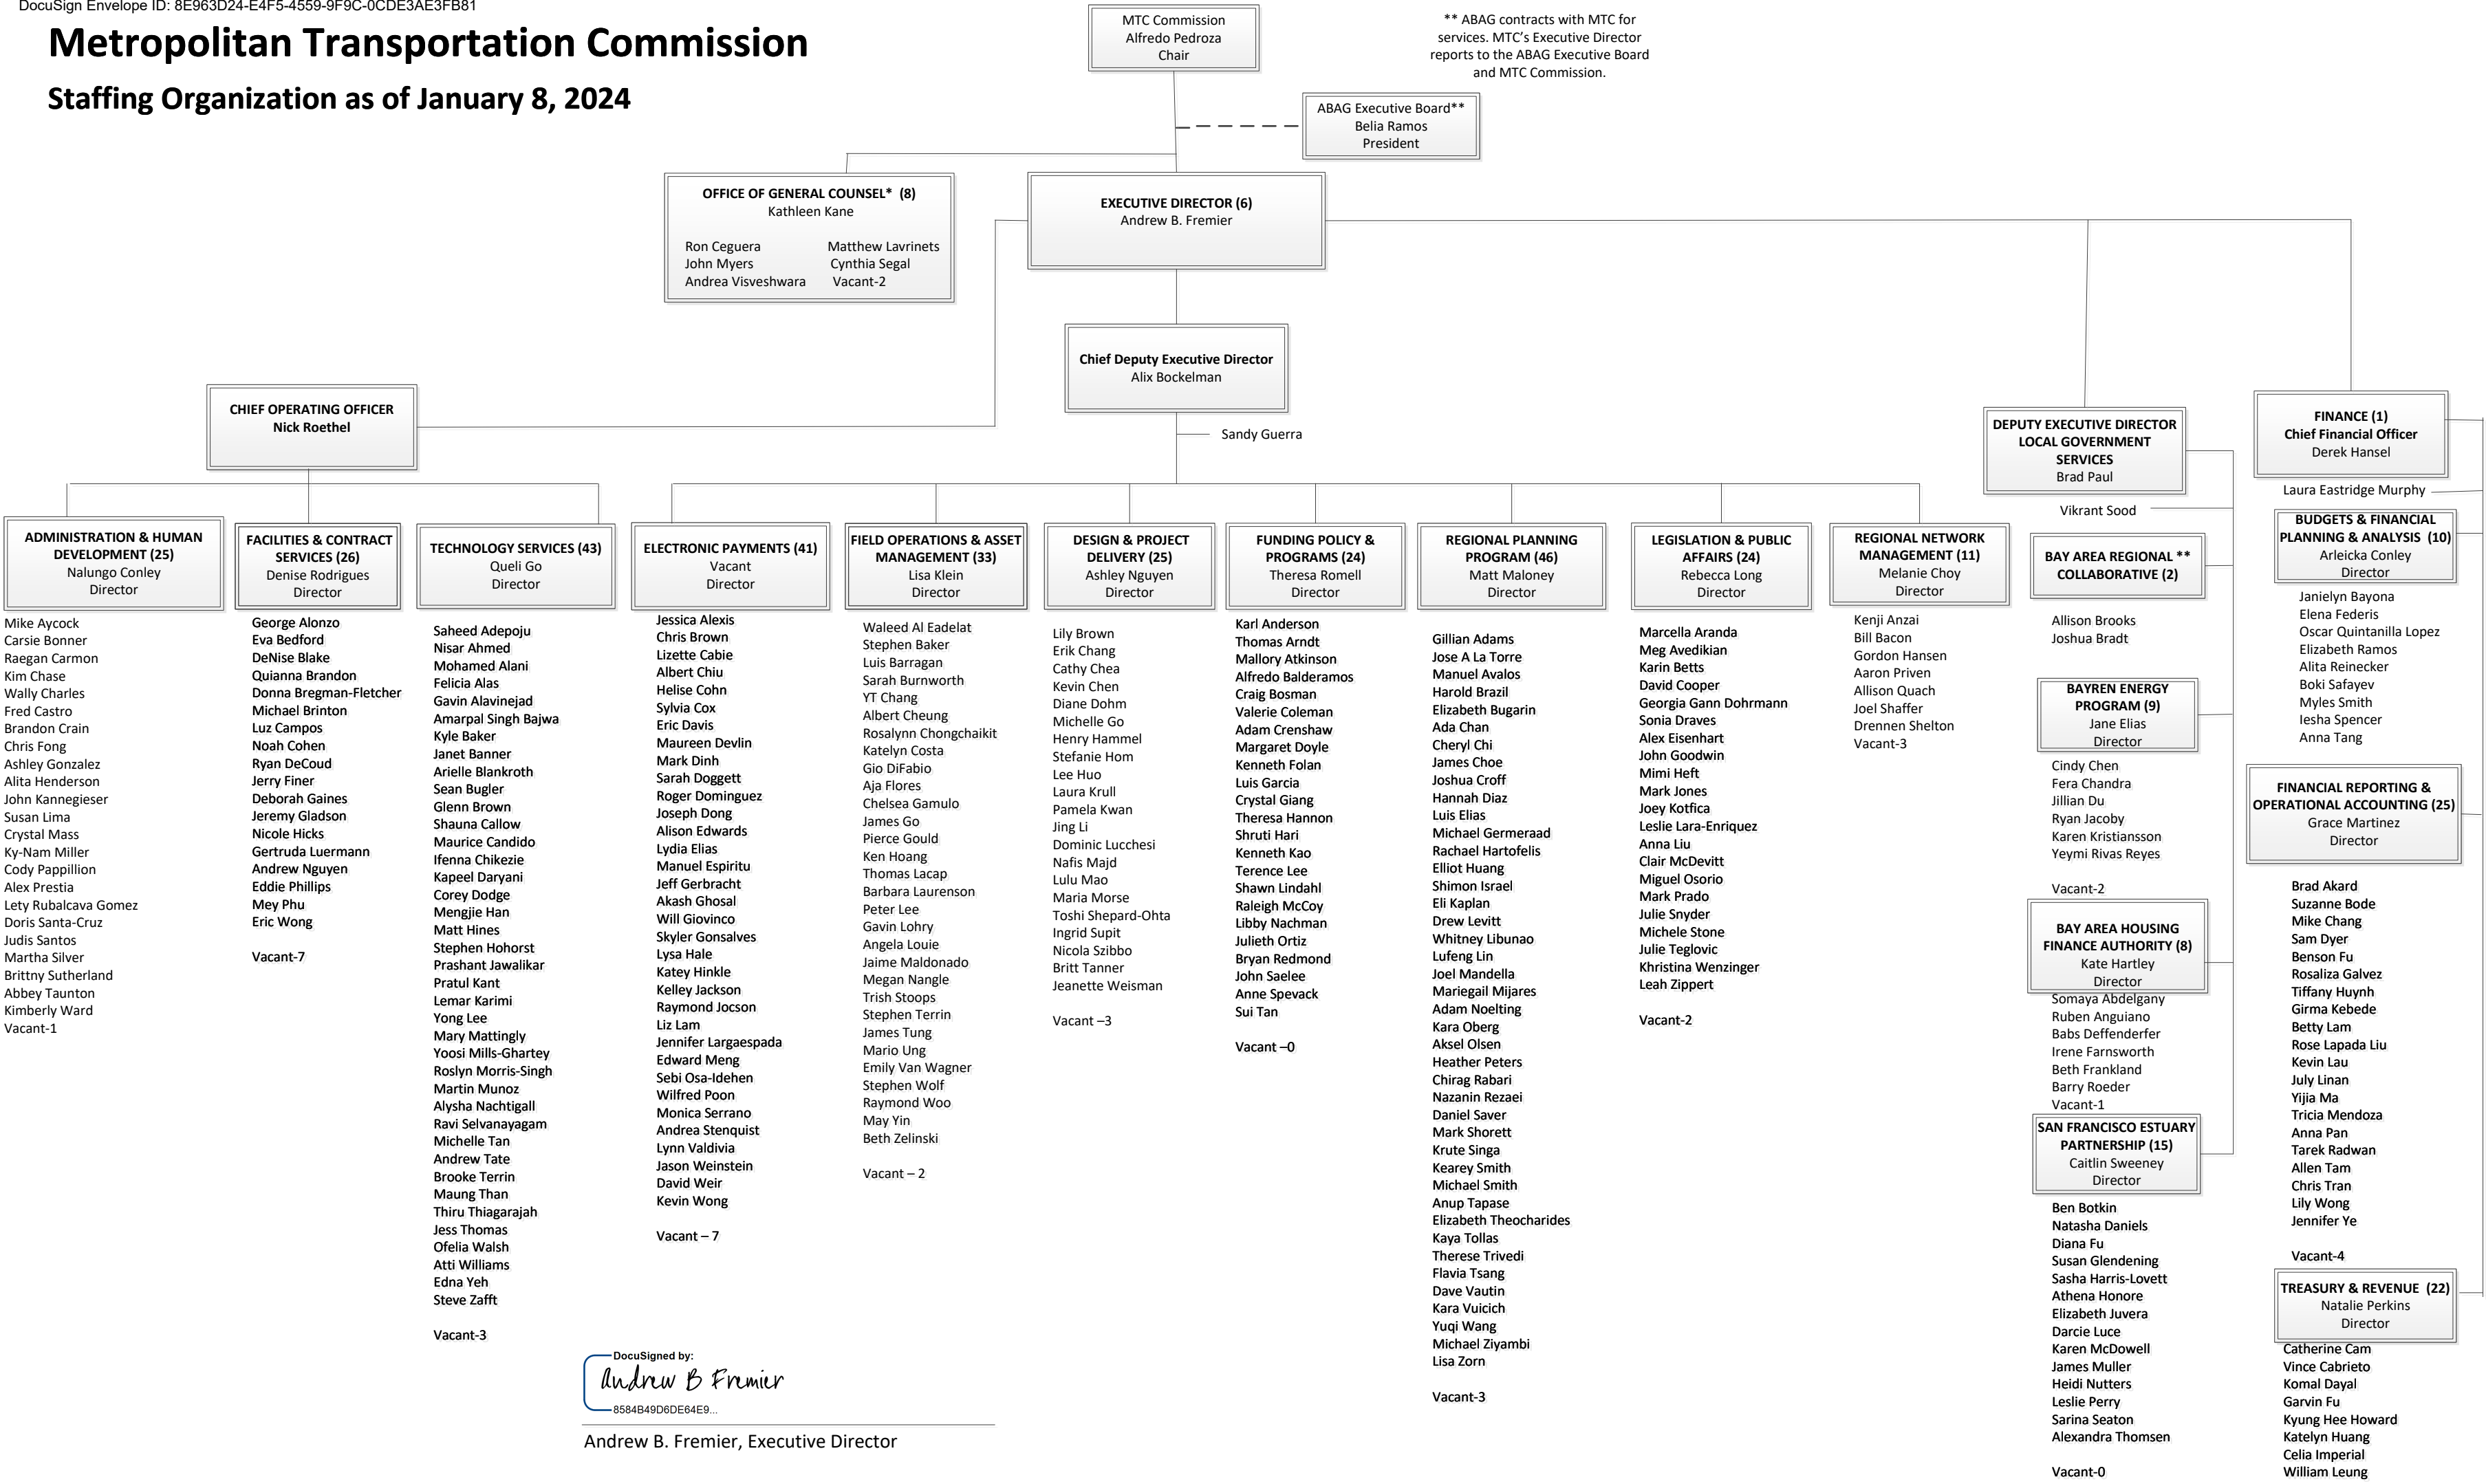 DocuSign Envelope ID: 8E963D24-E4F5-4559-9F9C-0CDE3AE3FB81
Metropolitan Transportation Commission
Staffing Organization as of January 8, 2024
MTC Commission
Alfredo Pedroza
Chair
** ABAG contracts with MTC for
services. MTC's Executive Director
reports to the ABAG Executive Board
and MTC Commission.
ABAG Executive Board**
Belia Ramos
President
OFFICE OF GENERAL COUNSEL* (8)
Kathleen Kane
Ron Ceguera Matthew Lavrinets
John Myers Cynthia Segal
Andrea Visveshwara Vacant-2
EXECUTIVE DIRECTOR (6)
Andrew B. Fremier
Chief Deputy Executive Director
Alix Bockelman
Sandy Guerra
CHIEF OPERATING OFFICER
Nick Roethel
ADMINISTRATION & HUMAN
DEVELOPMENT (25)
Nalungo Conley
Director
Mike Aycock
Carsie Bonner
Raegan Carmon
Kim Chase
Wally Charles
Fred Castro
Brandon Crain
Chris Fong
Ashley Gonzalez
Alita Henderson
John Kannegieser
Susan Lima
Crystal Mass
Ky-Nam Miller
Cody Pappillion
Alex Prestia
Lety Rubalcava Gomez
Doris Santa-Cruz
Judis Santos
Martha Silver
Brittny Sutherland
Abbey Taunton
Kimberly Ward
Vacant-1
FACILITIES & CONTRACT
SERVICES (26)
Denise Rodrigues
Director
George Alonzo
Eva Bedford
DeNise Blake
Quianna Brandon
Donna Bregman-Fletcher
Michael Brinton
Luz Campos
Noah Cohen
Ryan DeCoud
Jerry Finer
Deborah Gaines
Jeremy Gladson
Nicole Hicks
Gertruda Luermann
Andrew Nguyen
Eddie Phillips
Mey Phu
Eric Wong
Vacant-7
TECHNOLOGY SERVICES (43)
Queli Go
Director
Saheed Adepoju
Nisar Ahmed
Mohamed Alani
Felicia Alas
Gavin Alavinejad
Amarpal Singh Bajwa
Kyle Baker
Janet Banner
Arielle Blankroth
Sean Bugler
Glenn Brown
Shauna Callow
Maurice Candido
Ifenna Chikezie
Kapeel Daryani
Corey Dodge
Mengjie Han
Matt Hines
Stephen Hohorst
Prashant Jawalikar
Pratul Kant
Lemar Karimi
Yong Lee
Mary Mattingly
Yoosi Mills-Ghartey
Roslyn Morris-Singh
Martin Munoz
Alysha Nachtigall
Ravi Selvanayagam
Michelle Tan
Andrew Tate
Brooke Terrin
Maung Than
Thiru Thiagarajah
Jess Thomas
Ofelia Walsh
Atti Williams
Edna Yeh
Steve Zafft
Vacant-3
ELECTRONIC PAYMENTS (41)
Vacant
Director
Jessica Alexis
Chris Brown
Lizette Cabie
Albert Chiu
Helise Cohn
Sylvia Cox
Eric Davis
Maureen Devlin
Mark Dinh
Sarah Doggett
Roger Dominguez
Joseph Dong
Alison Edwards
Lydia Elias
Manuel Espiritu
Jeff Gerbracht
Akash Ghosal
Will Giovinco
Skyler Gonsalves
Lysa Hale
Katey Hinkle
Kelley Jackson
Raymond Jocson
Liz Lam
Jennifer Largaespada
Edward Meng
Sebi Osa-Idehen
Wilfred Poon
Monica Serrano
Andrea Stenquist
Lynn Valdivia
Jason Weinstein
David Weir
Kevin Wong
Vacant – 7
FIELD OPERATIONS & ASSET
MANAGEMENT (33)
Lisa Klein
Director
Waleed Al Eadelat
Stephen Baker
Luis Barragan
Sarah Burnworth
YT Chang
Albert Cheung
Rosalynn Chongchaikit
Katelyn Costa
Gio DiFabio
Aja Flores
Chelsea Gamulo
James Go
Pierce Gould
Ken Hoang
Thomas Lacap
Barbara Laurenson
Peter Lee
Gavin Lohry
Angela Louie
Jaime Maldonado
Megan Nangle
Trish Stoops
Stephen Terrin
James Tung
Mario Ung
Emily Van Wagner
Stephen Wolf
Raymond Woo
May Yin
Beth Zelinski
Vacant – 2
DESIGN & PROJECT
DELIVERY (25)
Ashley Nguyen
Director
Lily Brown
Erik Chang
Cathy Chea
Kevin Chen
Diane Dohm
Michelle Go
Henry Hammel
Stefanie Hom
Lee Huo
Laura Krull
Pamela Kwan
Jing Li
Dominic Lucchesi
Nafis Majd
Lulu Mao
Maria Morse
Toshi Shepard-Ohta
Ingrid Supit
Nicola Szibbo
Britt Tanner
Jeanette Weisman
Vacant –3
FUNDING POLICY &
PROGRAMS (24)
Theresa Romell
Director
Karl Anderson
Thomas Arndt
Mallory Atkinson
Alfredo Balderamos
Craig Bosman
Valerie Coleman
Adam Crenshaw
Margaret Doyle
Kenneth Folan
Luis Garcia
Crystal Giang
Theresa Hannon
Shruti Hari
Kenneth Kao
Terence Lee
Shawn Lindahl
Raleigh McCoy
Libby Nachman
Julieth Ortiz
Bryan Redmond
John Saelee
Anne Spevack
Sui Tan
Vacant –0
REGIONAL PLANNING
PROGRAM (46)
Matt Maloney
Director
Gillian Adams
Jose A La Torre
Manuel Avalos
Harold Brazil
Elizabeth Bugarin
Ada Chan
Cheryl Chi
James Choe
Joshua Croff
Hannah Diaz
Luis Elias
Michael Germeraad
Rachael Hartofelis
Elliot Huang
Shimon Israel
Eli Kaplan
Drew Levitt
Whitney Libunao
Lufeng Lin
Joel Mandella
Mariegail Mijares
Adam Noelting
Kara Oberg
Aksel Olsen
Heather Peters
Chirag Rabari
Nazanin Rezaei
Daniel Saver
Mark Shorett
Krute Singa
Kearey Smith
Michael Smith
Anup Tapase
Elizabeth Theocharides
Kaya Tollas
Therese Trivedi
Flavia Tsang
Dave Vautin
Kara Vuicich
Yuqi Wang
Michael Ziyambi
Lisa Zorn
Vacant-3
LEGISLATION & PUBLIC
AFFAIRS (24)
Rebecca Long
Director
Marcella Aranda
Meg Avedikian
Karin Betts
David Cooper
Georgia Gann Dohrmann
Sonia Draves
Alex Eisenhart
John Goodwin
Mimi Heft
Mark Jones
Joey Kotfica
Leslie Lara-Enriquez
Anna Liu
Clair McDevitt
Miguel Osorio
Mark Prado
Julie Snyder
Michele Stone
Julie Teglovic
Khristina Wenzinger
Leah Zippert
Vacant-2
REGIONAL NETWORK
MANAGEMENT (11)
Melanie Choy
Director
Kenji Anzai
Bill Bacon
Gordon Hansen
Aaron Priven
Allison Quach
Joel Shaffer
Drennen Shelton
Vacant-3
DEPUTY EXECUTIVE DIRECTOR
LOCAL GOVERNMENT
SERVICES
Brad Paul
Vikrant Sood
BAY AREA REGIONAL **
COLLABORATIVE (2)
Allison Brooks
Joshua Bradt
BAYREN ENERGY
PROGRAM (9)
Jane Elias
Director
Cindy Chen
Fera Chandra
Jillian Du
Ryan Jacoby
Karen Kristiansson
Yeymi Rivas Reyes
Vacant-2
BAY AREA HOUSING
FINANCE AUTHORITY (8)
Kate Hartley
Director
Somaya Abdelgany
Ruben Anguiano
Babs Deffenderfer
Irene Farnsworth
Beth Frankland
Barry Roeder
Vacant-1
SAN FRANCISCO ESTUARY
PARTNERSHIP (15)
Caitlin Sweeney
Director
Ben Botkin
Natasha Daniels
Diana Fu
Susan Glendening
Sasha Harris-Lovett
Athena Honore
Elizabeth Juvera
Darcie Luce
Karen McDowell
James Muller
Heidi Nutters
Leslie Perry
Sarina Seaton
Alexandra Thomsen
Vacant-0
FINANCE (1)
Chief Financial Officer
Derek Hansel
Laura Eastridge Murphy
BUDGETS & FINANCIAL
PLANNING & ANALYSIS (10)
Arleicka Conley
Director
Janielyn Bayona
Elena Federis
Oscar Quintanilla Lopez
Elizabeth Ramos
Alita Reinecker
Boki Safayev
Myles Smith
Iesha Spencer
Anna Tang
FINANCIAL REPORTING &
OPERATIONAL ACCOUNTING (25)
Grace Martinez
Director
Brad Akard
Suzanne Bode
Mike Chang
Sam Dyer
Benson Fu
Rosaliza Galvez
Tiffany Huynh
Girma Kebede
Betty Lam
Rose Lapada Liu
Kevin Lau
July Linan
Yijia Ma
Tricia Mendoza
Anna Pan
Tarek Radwan
Allen Tam
Chris Tran
Lily Wong
Jennifer Ye
Vacant-4
TREASURY & REVENUE (22)
Natalie Perkins
Director
Catherine Cam
Vince Cabrieto
Komal Dayal
Garvin Fu
Kyung Hee Howard
Katelyn Huang
Celia Imperial
William Leung
DocuSigned by:
Andrew B Fremier
8584B49D6DE64E9...
Andrew B. Fremier, Executive Director